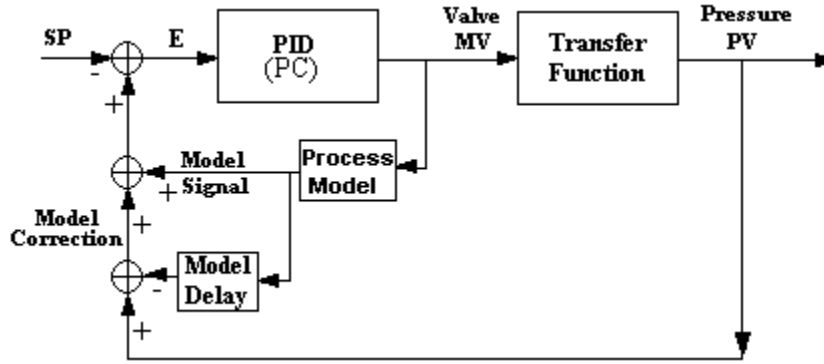 SP
-
+
E
PID
(PC)
Valve
MV
Transfer
Function
Pressure
PV
Process
Model
Model
Signal
+
+
Model
Correction
Model
Delay
-
+